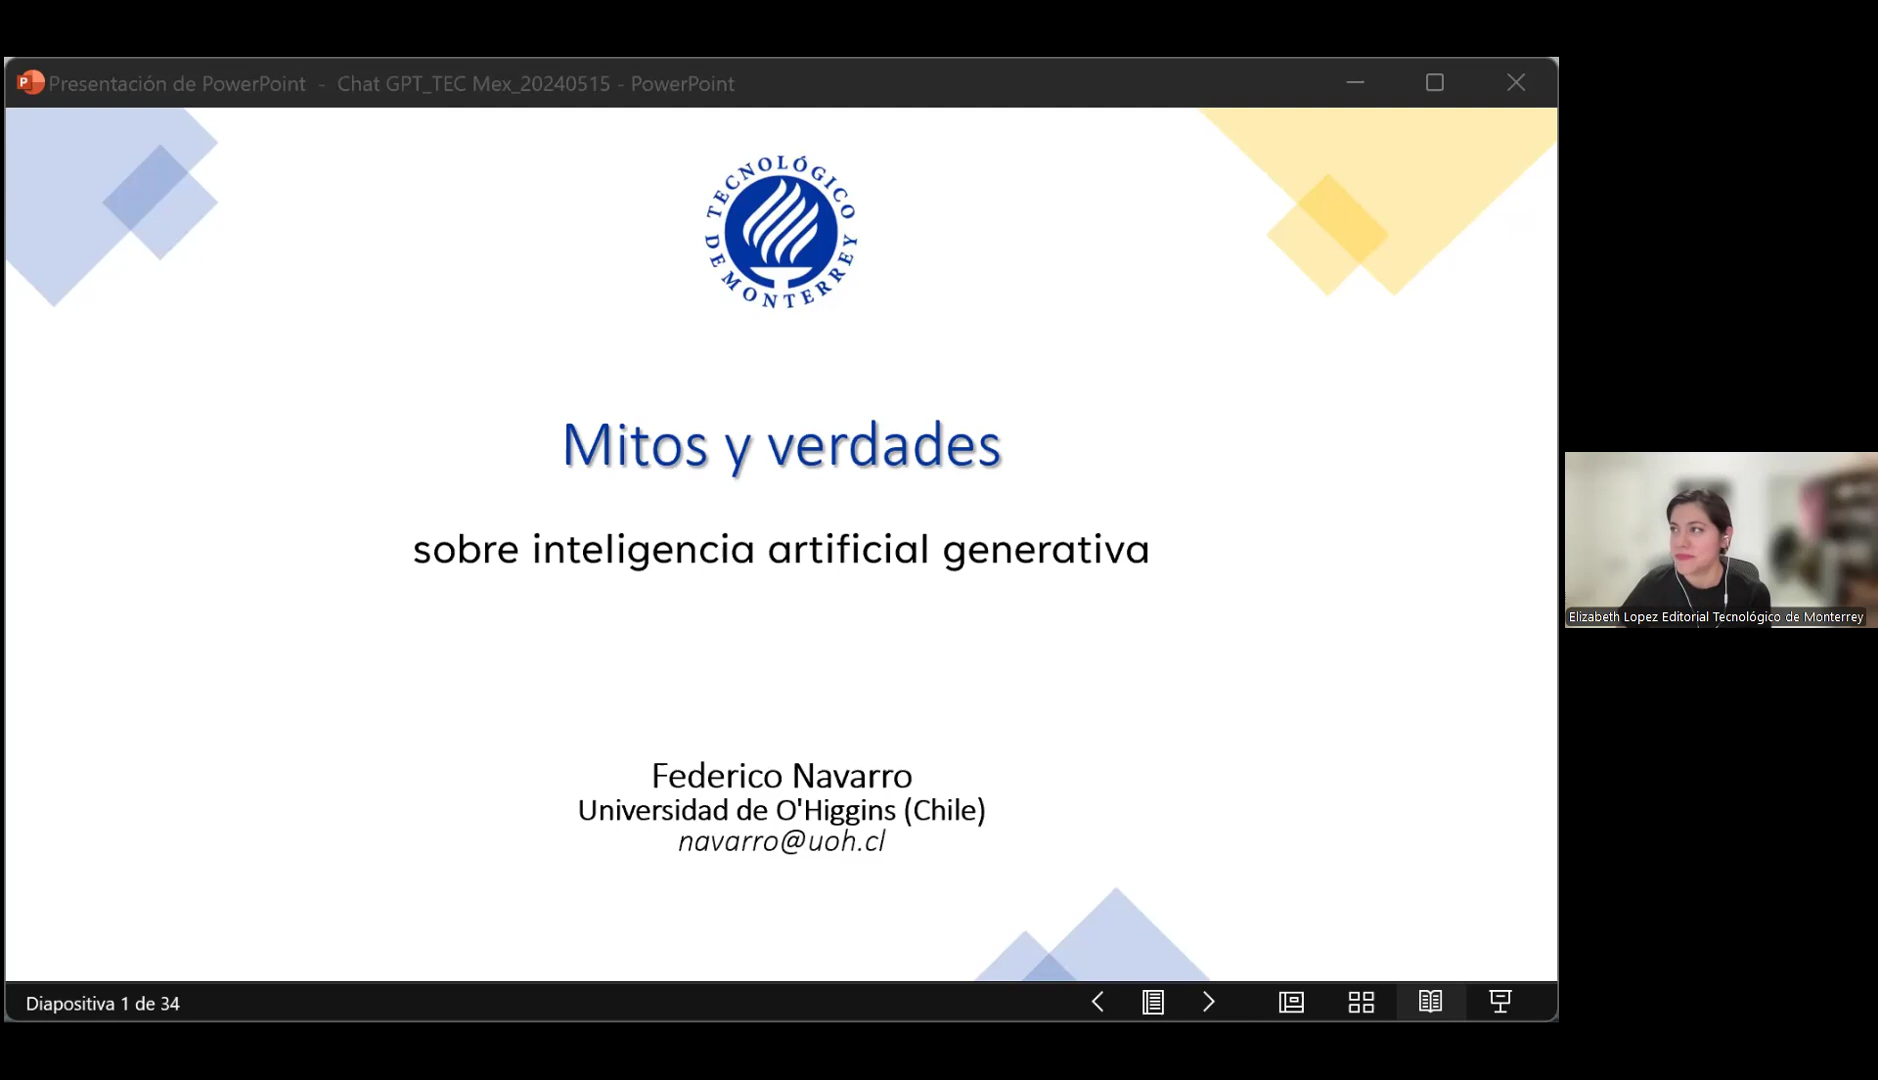 Presentación de PowerPoint - Chat GPT_TEC Mex_20240515 - PowerPoint
TECNOLÓGICO DE MONTERREY
Mitos y verdades
sobre inteligencia artificial generativa
Federico Navarro
Universidad de O'Higgins (Chile)
navarro@uoh.cl
Elizabeth Lopez Editorial Tecnológico de Monterrey
Diapositiva 1 de 34